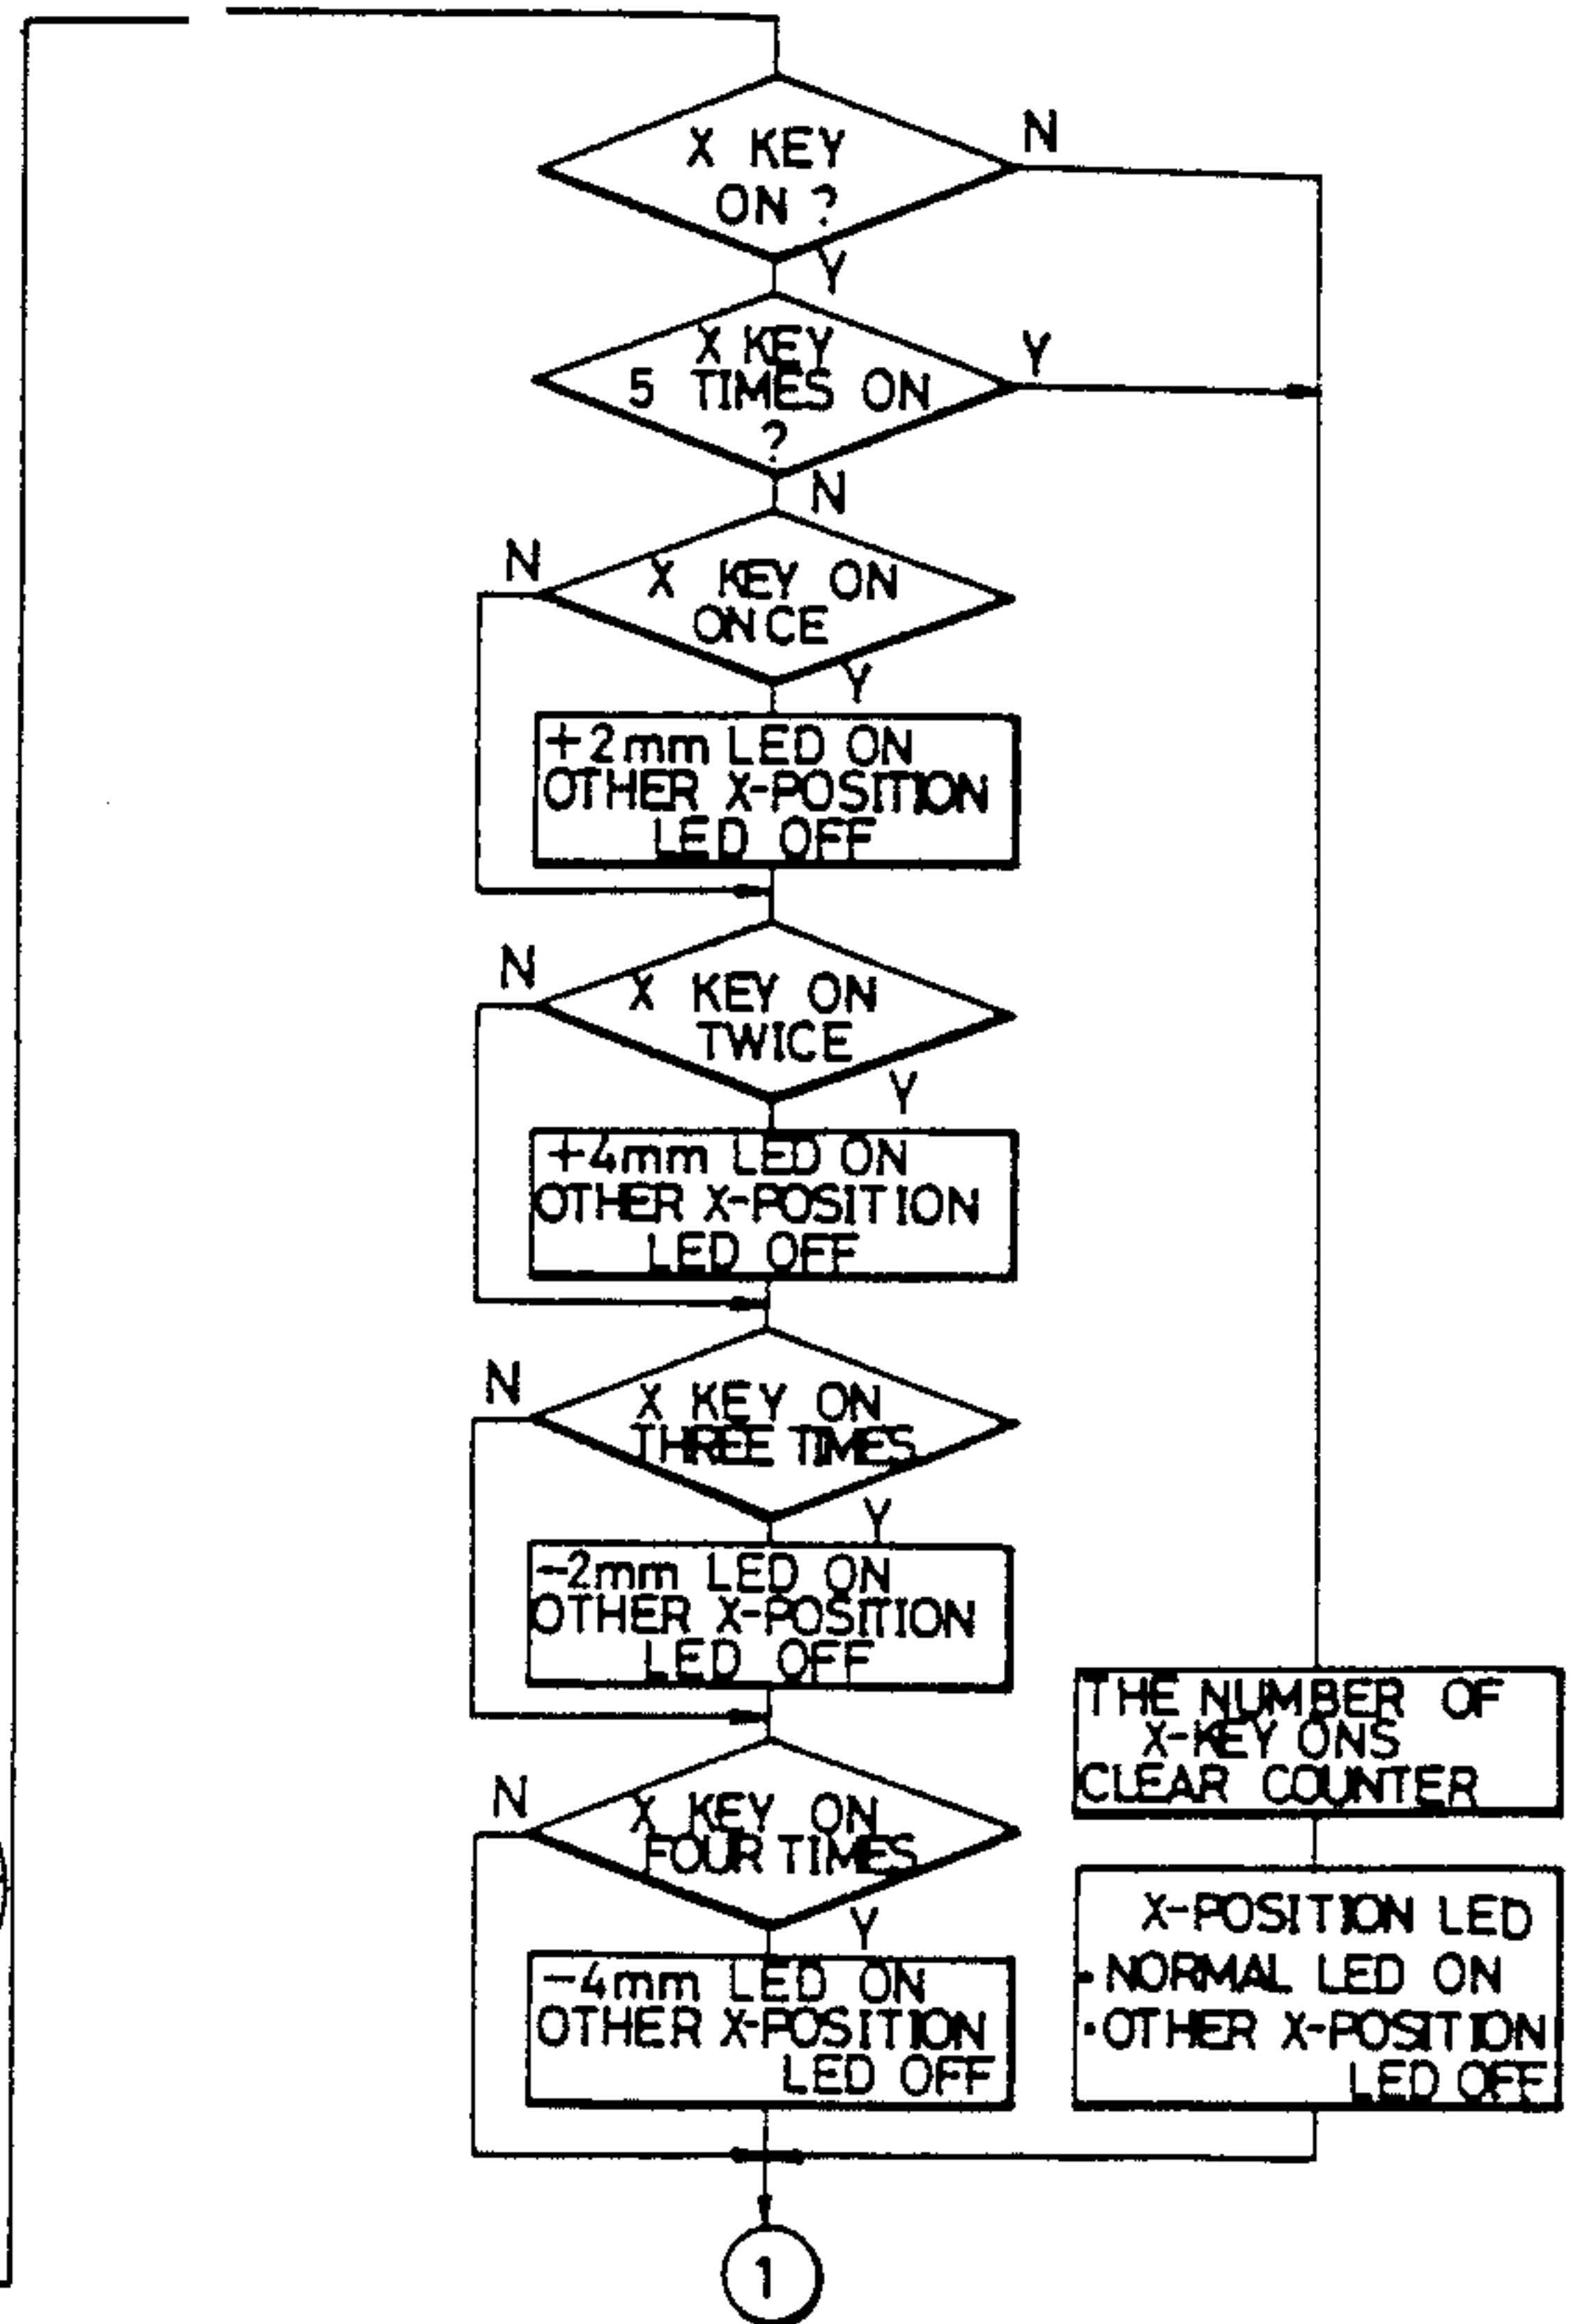 X KEY
ON ?
N
Y
X KEY
5 TIMES ON
?
Y
N
X KEY ON
ONCE
N
Y
+2mm LED ON
OTHER X-POSITION
LED OFF
X KEY ON
TWICE
N
Y
+4mm LED ON
OTHER X-POSITION
LED OFF
X KEY ON
THREE TIMES
N
Y
-2mm LED ON
OTHER X-POSITION
LED OFF
X KEY ON
FOUR TIMES
N
Y
-4mm LED ON
OTHER X-POSITION
LED OFF
THE NUMBER OF
X-KEY ONS
CLEAR COUNTER
X-POSITION LED
• NORMAL LED ON
• OTHER X-POSITION
LED OFF
1